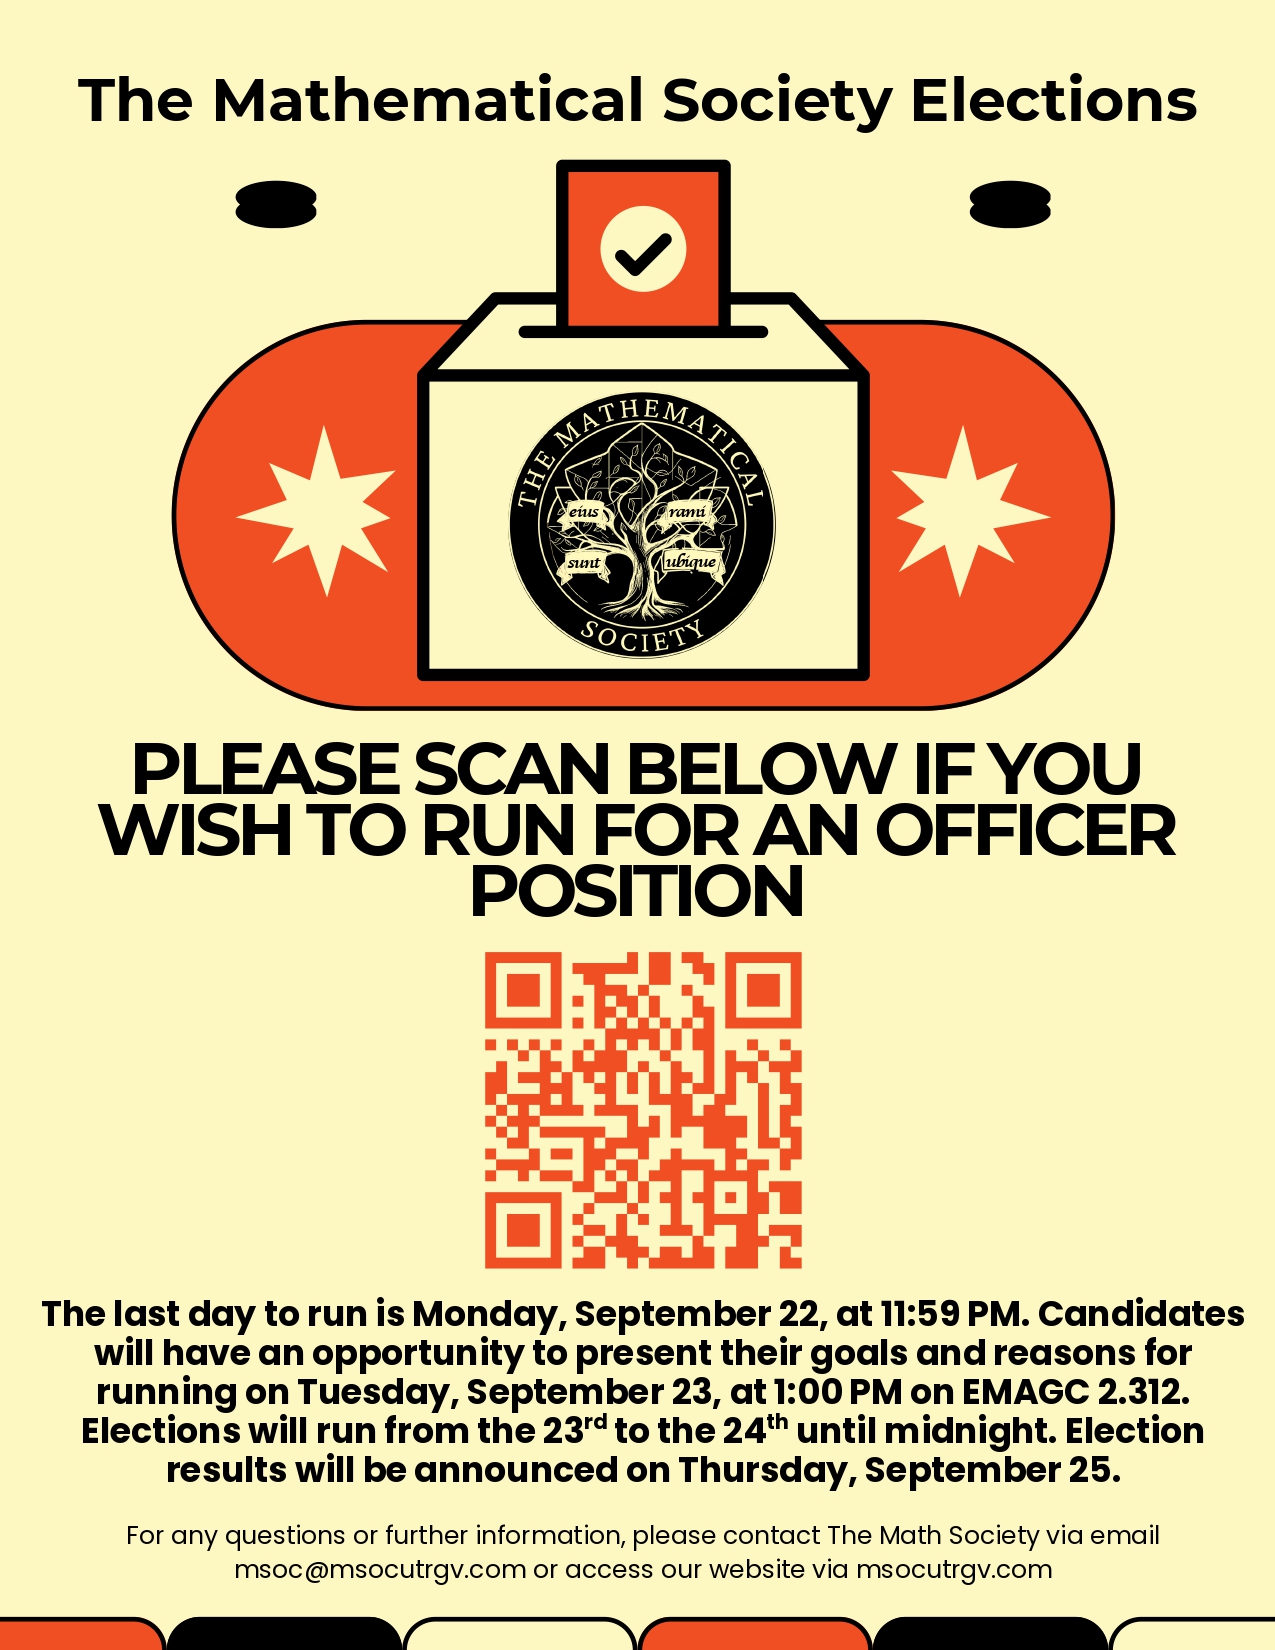 The Mathematical Society Elections
THE MATHEMATICAL
eius
rami
sunt
ubique
SOCIETY
PLEASE SCAN BELOW IF YOU
WISH TO RUN FOR AN OFFICER
POSITION
The last day to run is Monday, September 22, at 11:59 PM. Candidates
will have an opportunity to present their goals and reasons for
running on Tuesday, September 23, at 1:00 PM on EMAGC 2.312.
Elections will run from the 23rd to the 24th until midnight. Election
results will be announced on Thursday, September 25.
For any questions or further information, please contact The Math Society via email
msoc@msocutrgv.com or access our website via msocutrgv.com